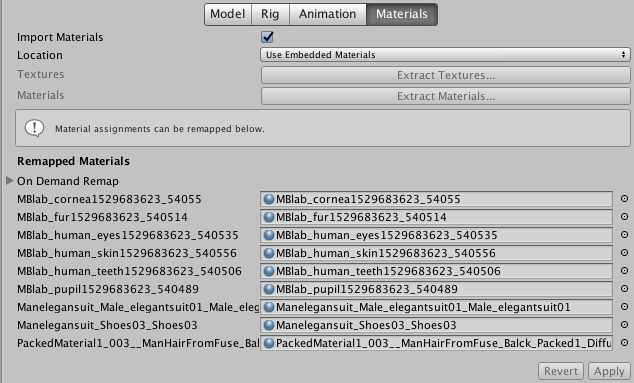 Model Rig Animation Materials
Import Materials
Location Use Embedded Materials
Textures Extract Textures...
Materials Extract Materials...
Material assignments can be remapped below.
Remapped Materials
On Demand Remap
MBlab_cornea1529683623_54055 MBlab_cornea1529683623_54055
MBlab_fur1529683623_540514 MBlab_fur1529683623_540514
MBlab_human_eyes1529683623_540535 MBlab_human_eyes1529683623_540535
MBlab_human_skin1529683623_540556 MBlab_human_skin1529683623_540556
MBlab_human_teeth1529683623_540506 MBlab_human_teeth1529683623_540506
MBlab_pupil1529683623_540489 MBlab_pupil1529683623_540489
Manelegansuit_Male_elegantsuit01_Male_eleg Manelegansuit_Male_elegantsuit01_Male_elegantsuit01
Manelegansuit_Shoes03_Shoes03 Manelegansuit_Shoes03_Shoes03
PackedMaterial1_003__ManHairFromFuse_Bal PackedMaterial1_003__ManHairFromFuse_Balck_Packed1_Diffu
Revert Apply